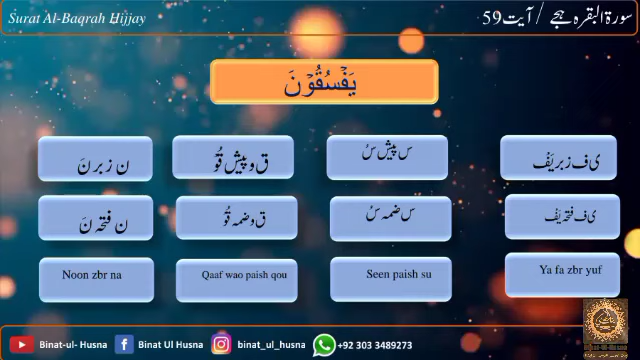 Surat Al-Baqrah Hijjay
سورۃ البقرہ ہجے / آیت 59
یَفْسُقُوْنَ
ی ف زبر یَفْ
س پیش سُ
ق و پیش قُوْ
ن زبر نَ
ی ف فتحہ یَفْ
س ضمہ سُ
ق و ضمہ قُوْ
ن فتحہ نَ
Ya fa zbr yuf
Seen paish su
Qaaf wao paish qou
Noon zbr na
Binat-ul- Husna
Binat Ul Husna
binat_ul_husna
+92 303 3489273